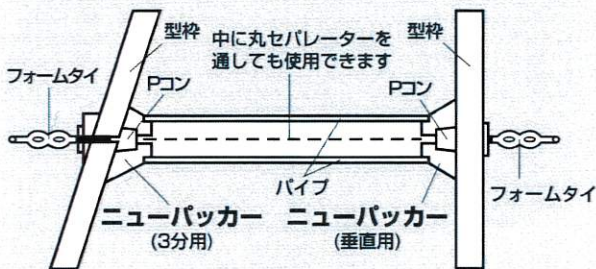 型枠
中に丸セパレーターを
通しても使用できます
型枠
フォームタイ
Pコン
Pコン
パイプ
フォームタイ
ニューパッカー
(3分用)
ニューパッカー
(垂直用)